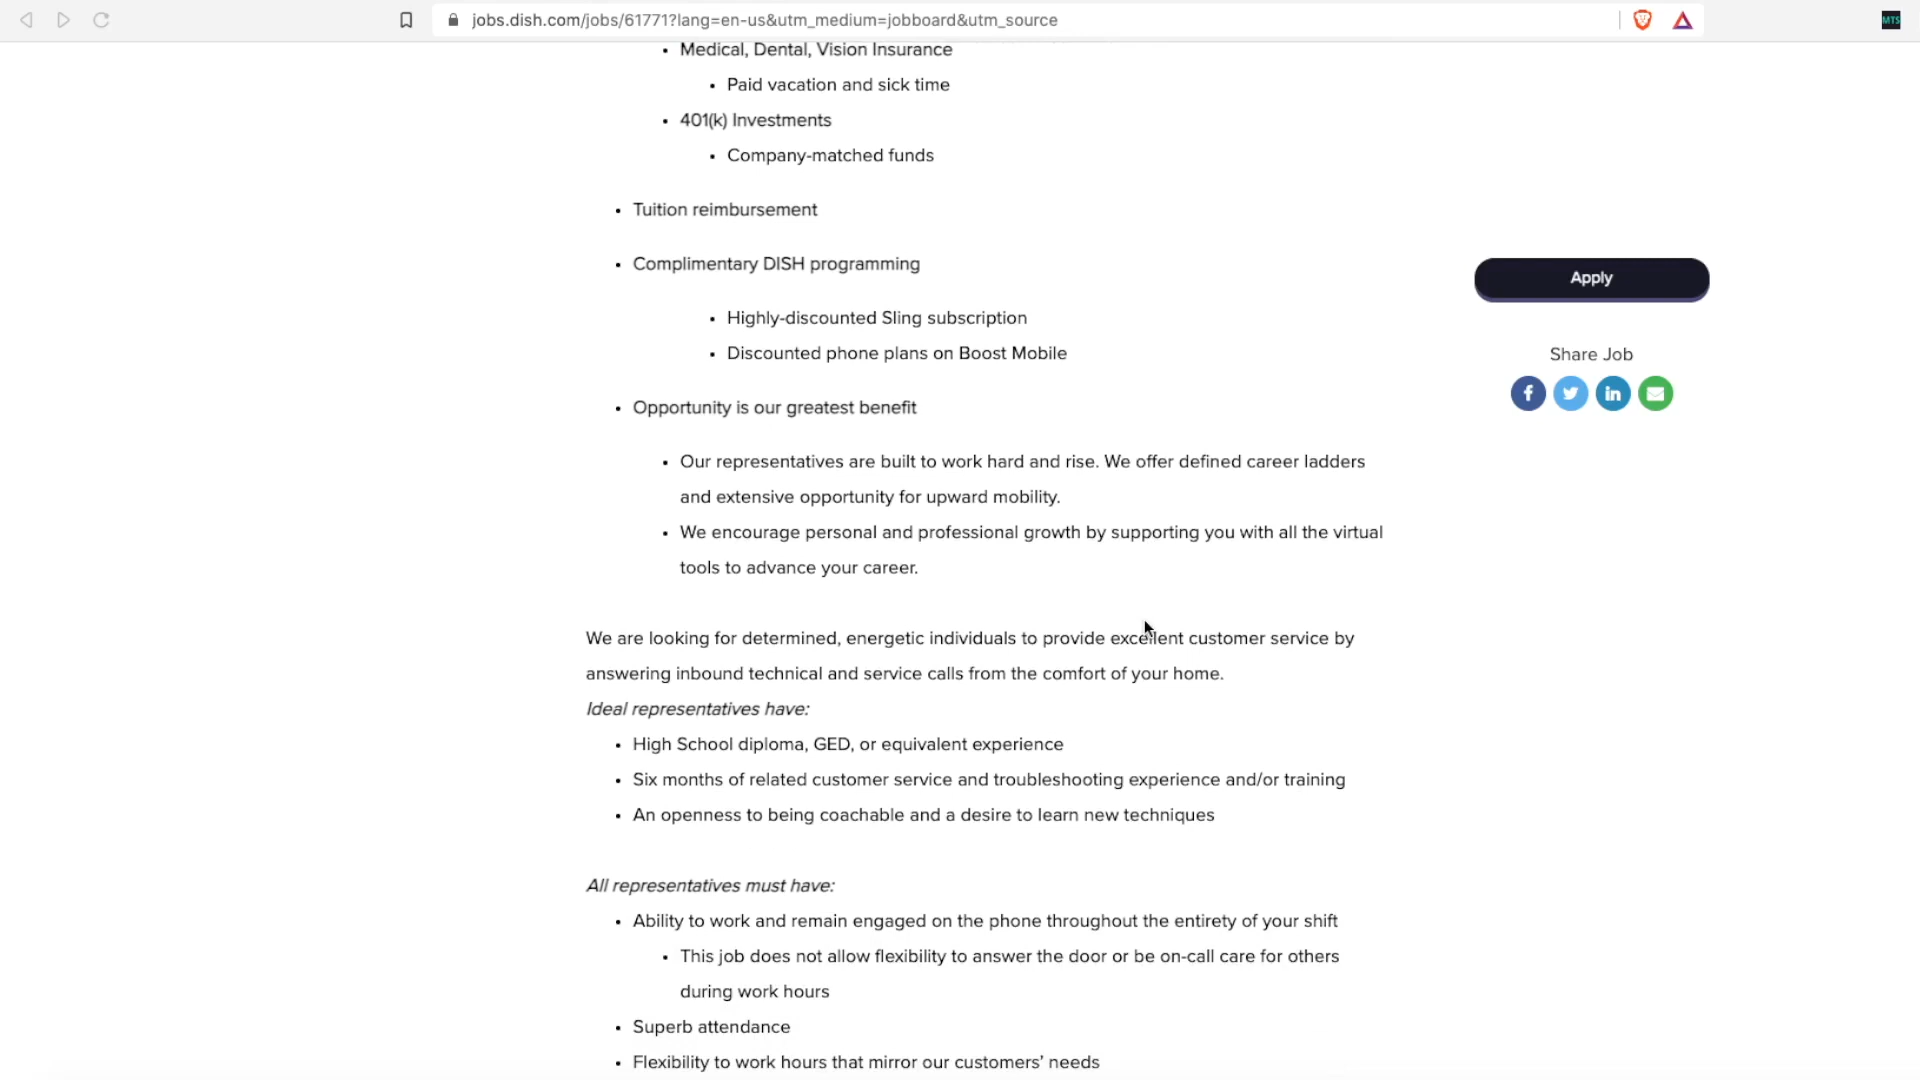 jobs.dish.com/jobs/61771?lang=en-us&utm_medium=jobboard&utm_source
MTS
• Medical, Dental, Vision Insurance
• Paid vacation and sick time
• 401(k) Investments
• Company-matched funds
• Tuition reimbursement
• Complimentary DISH programming
Apply
• Highly-discounted Sling subscription
• Discounted phone plans on Boost Mobile
Share Job
• Opportunity is our greatest benefit
• Our representatives are built to work hard and rise. We offer defined career ladders
and extensive opportunity for upward mobility.
• We encourage personal and professional growth by supporting you with all the virtual
tools to advance your career.
We are looking for determined, energetic individuals to provide excellent customer service by
answering inbound technical and service calls from the comfort of your home.
Ideal representatives have:
• High School diploma, GED, or equivalent experience
• Six months of related customer service and troubleshooting experience and/or training
• An openness to being coachable and a desire to learn new techniques
All representatives must have:
• Ability to work and remain engaged on the phone throughout the entirety of your shift
• This job does not allow flexibility to answer the door or be on-call care for others
during work hours
• Superb attendance
• Flexibility to work hours that mirror our customers’ needs